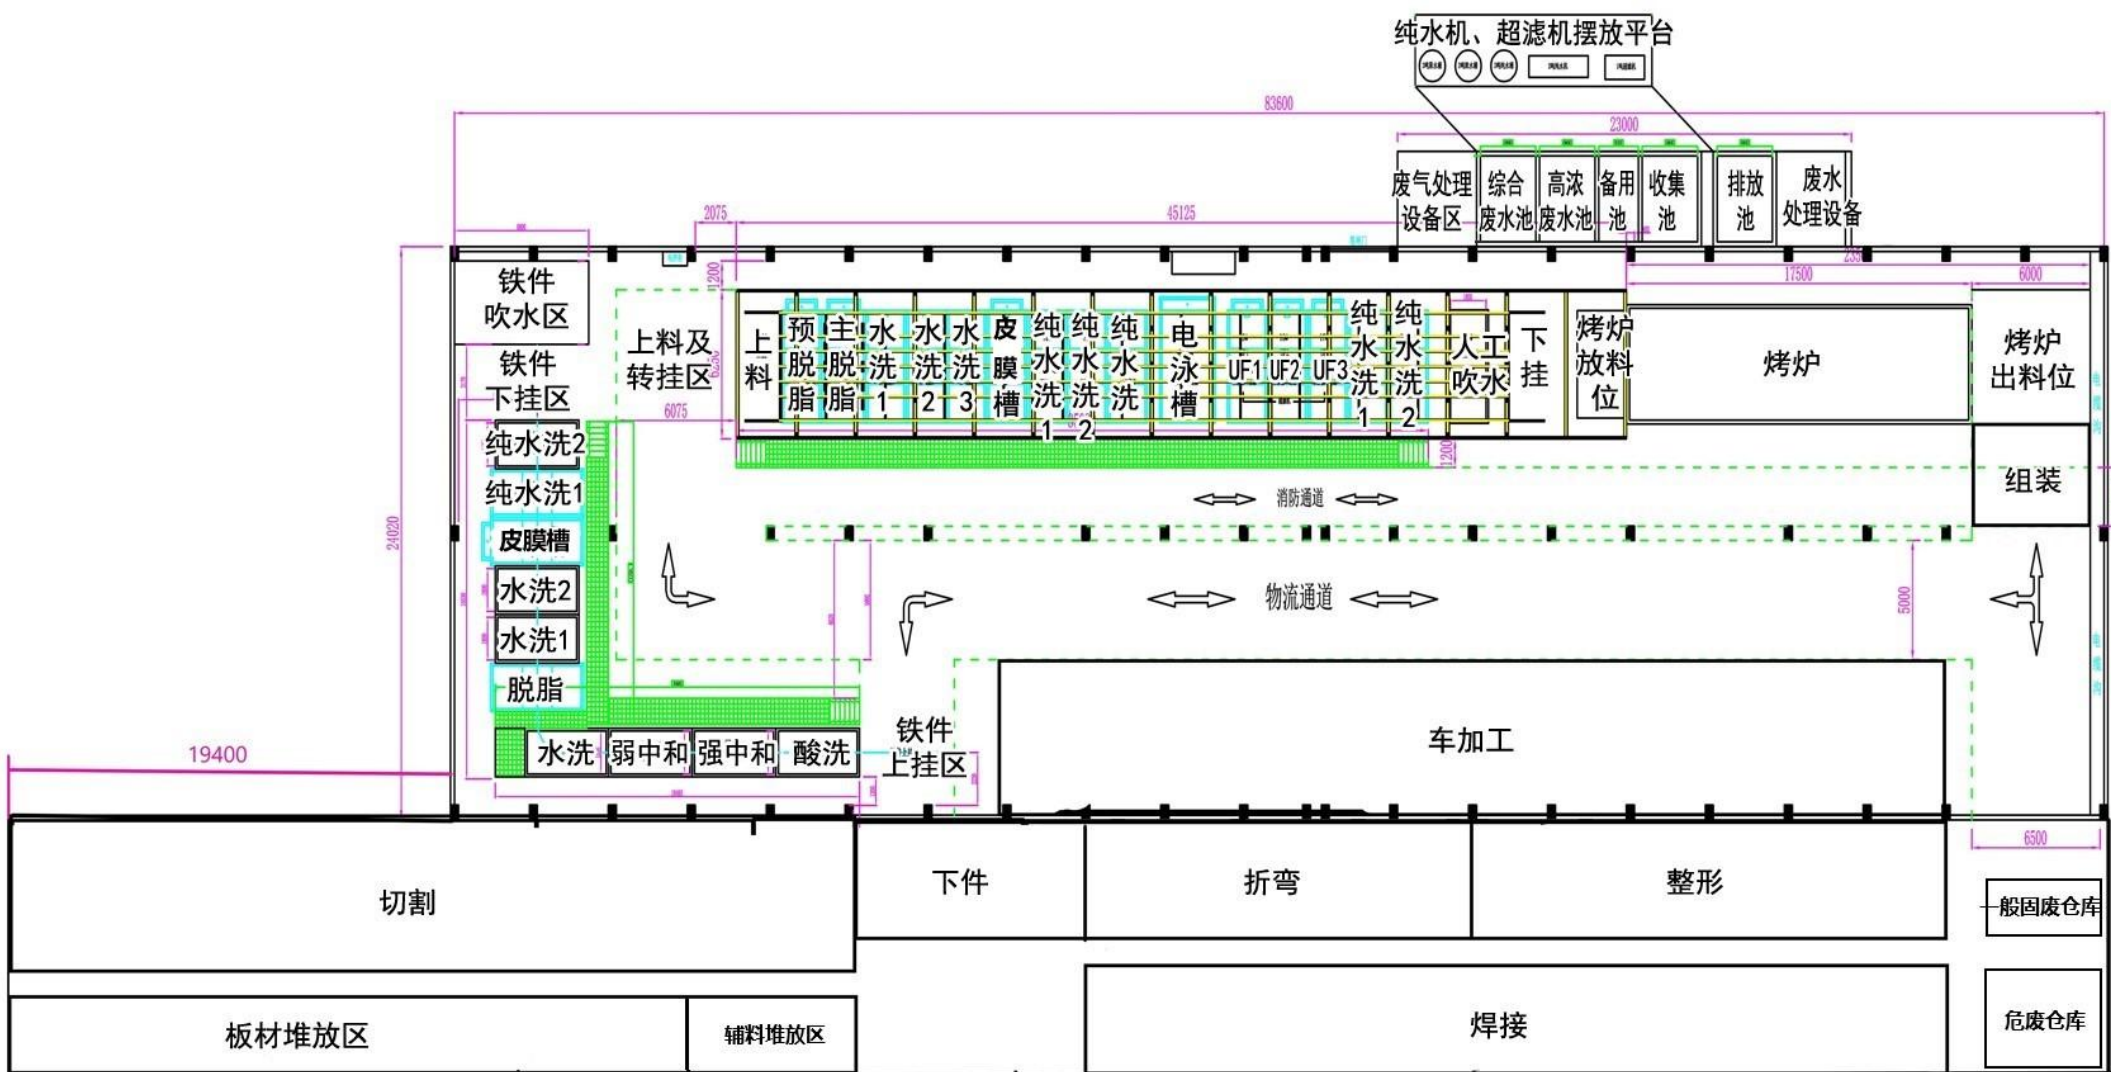 纯水机、超滤机摆放平台
83600
23000
废气处理
设备区
综合
废水池
高浓
废水池
备用
池
收集
池
排放
池
废水
处理设备
2075
45125
1200
17500
6000
铁件
吹水区
上料及
转挂区
6075
上料
预脱脂
主脱脂
水洗1
水洗2
水洗3
皮膜槽
纯水洗1
纯水洗2
纯水洗
电泳槽
UF1
UF2
UF3
纯水洗1
纯水洗2
人工
吹水
下挂
烤炉
放料
位
烤炉
烤炉
出料位
铁件
下挂区
1200
纯水洗2
纯水洗1
皮膜槽
水洗2
水洗1
脱脂
24020
消防通道
组装
物流通道
5000
水洗
弱中和
强中和
酸洗
铁件
上挂区
车加工
19400
6500
切割
下件
折弯
整形
一般固废仓库
板材堆放区
辅料堆放区
焊接
危废仓库